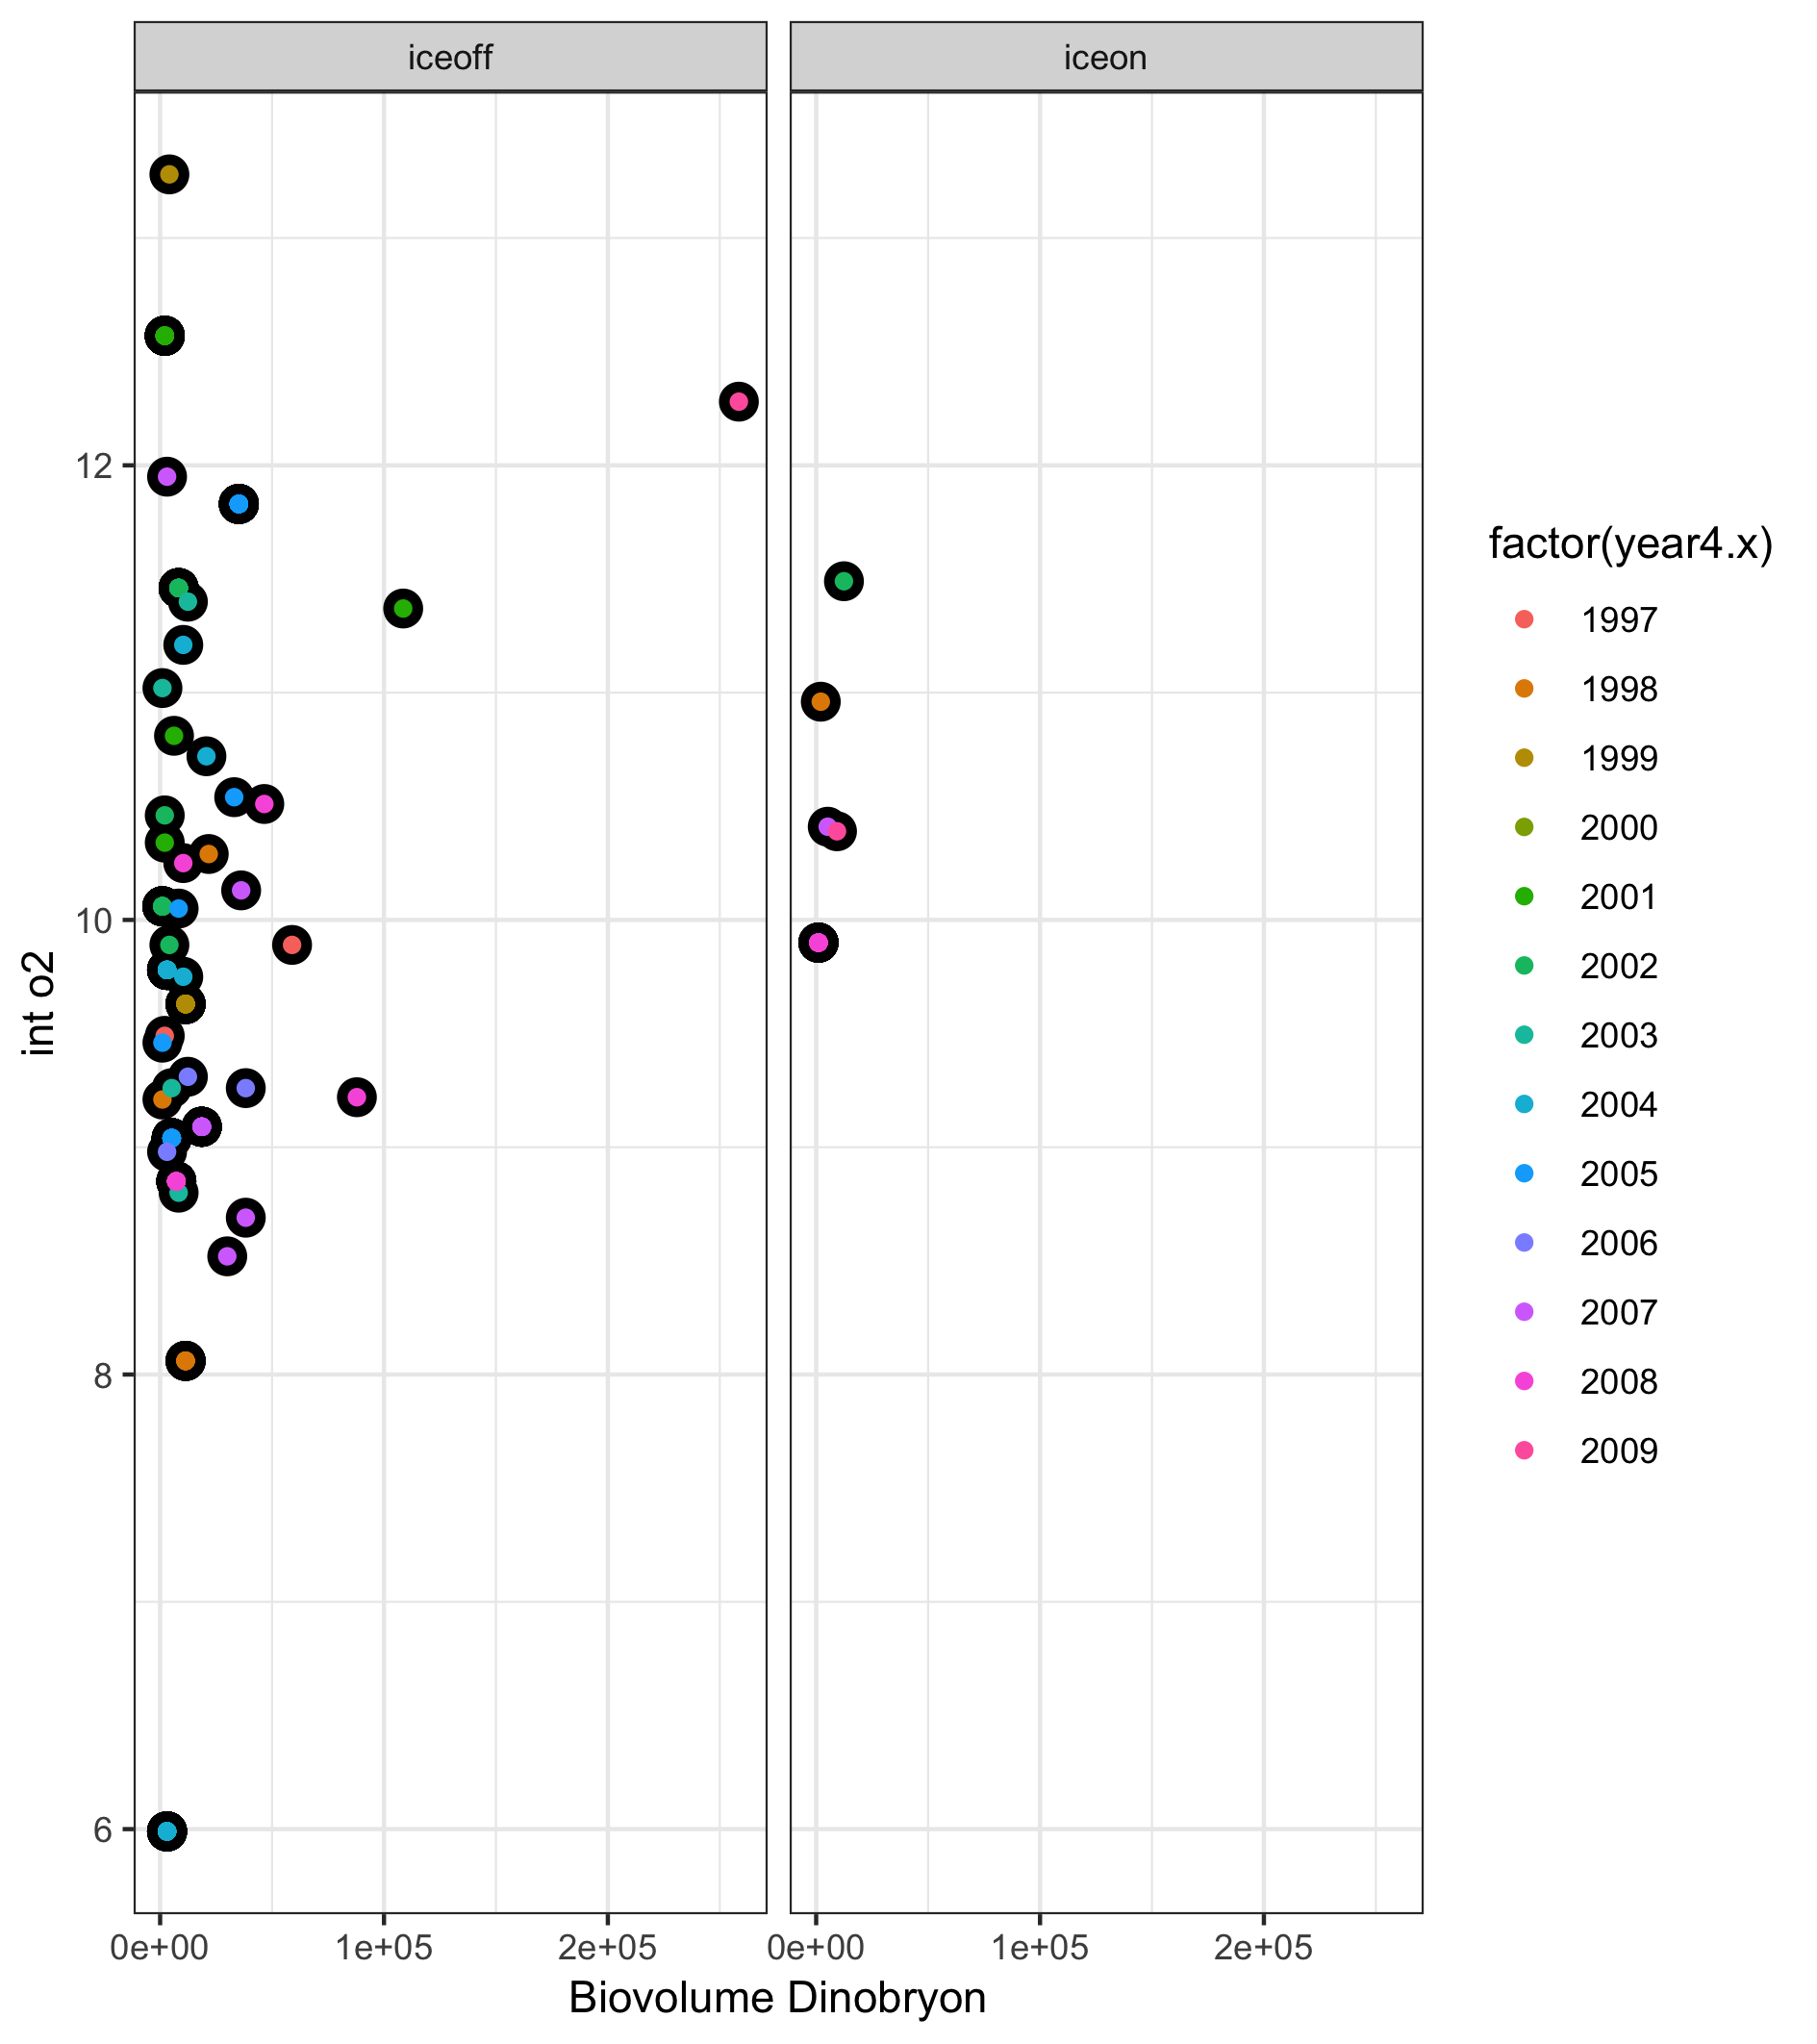 iceoff
iceon
12
10
8
6
int o2
0e+00
1e+05
2e+05
0e+00
1e+05
2e+05
Biovolume Dinobryon
factor(year4.x)
1997
1998
1999
2000
2001
2002
2003
2004
2005
2006
2007
2008
2009